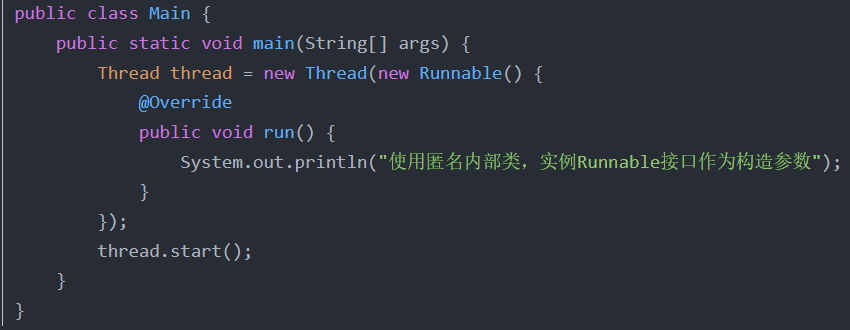 public class Main {
    public static void main(String[] args) {
        Thread thread = new Thread(new Runnable() {
            @Override
            public void run() {
                System.out.println("使用匿名内部类，实例Runnable接口作为构造参数");
            }
        });
        thread.start();
    }
}